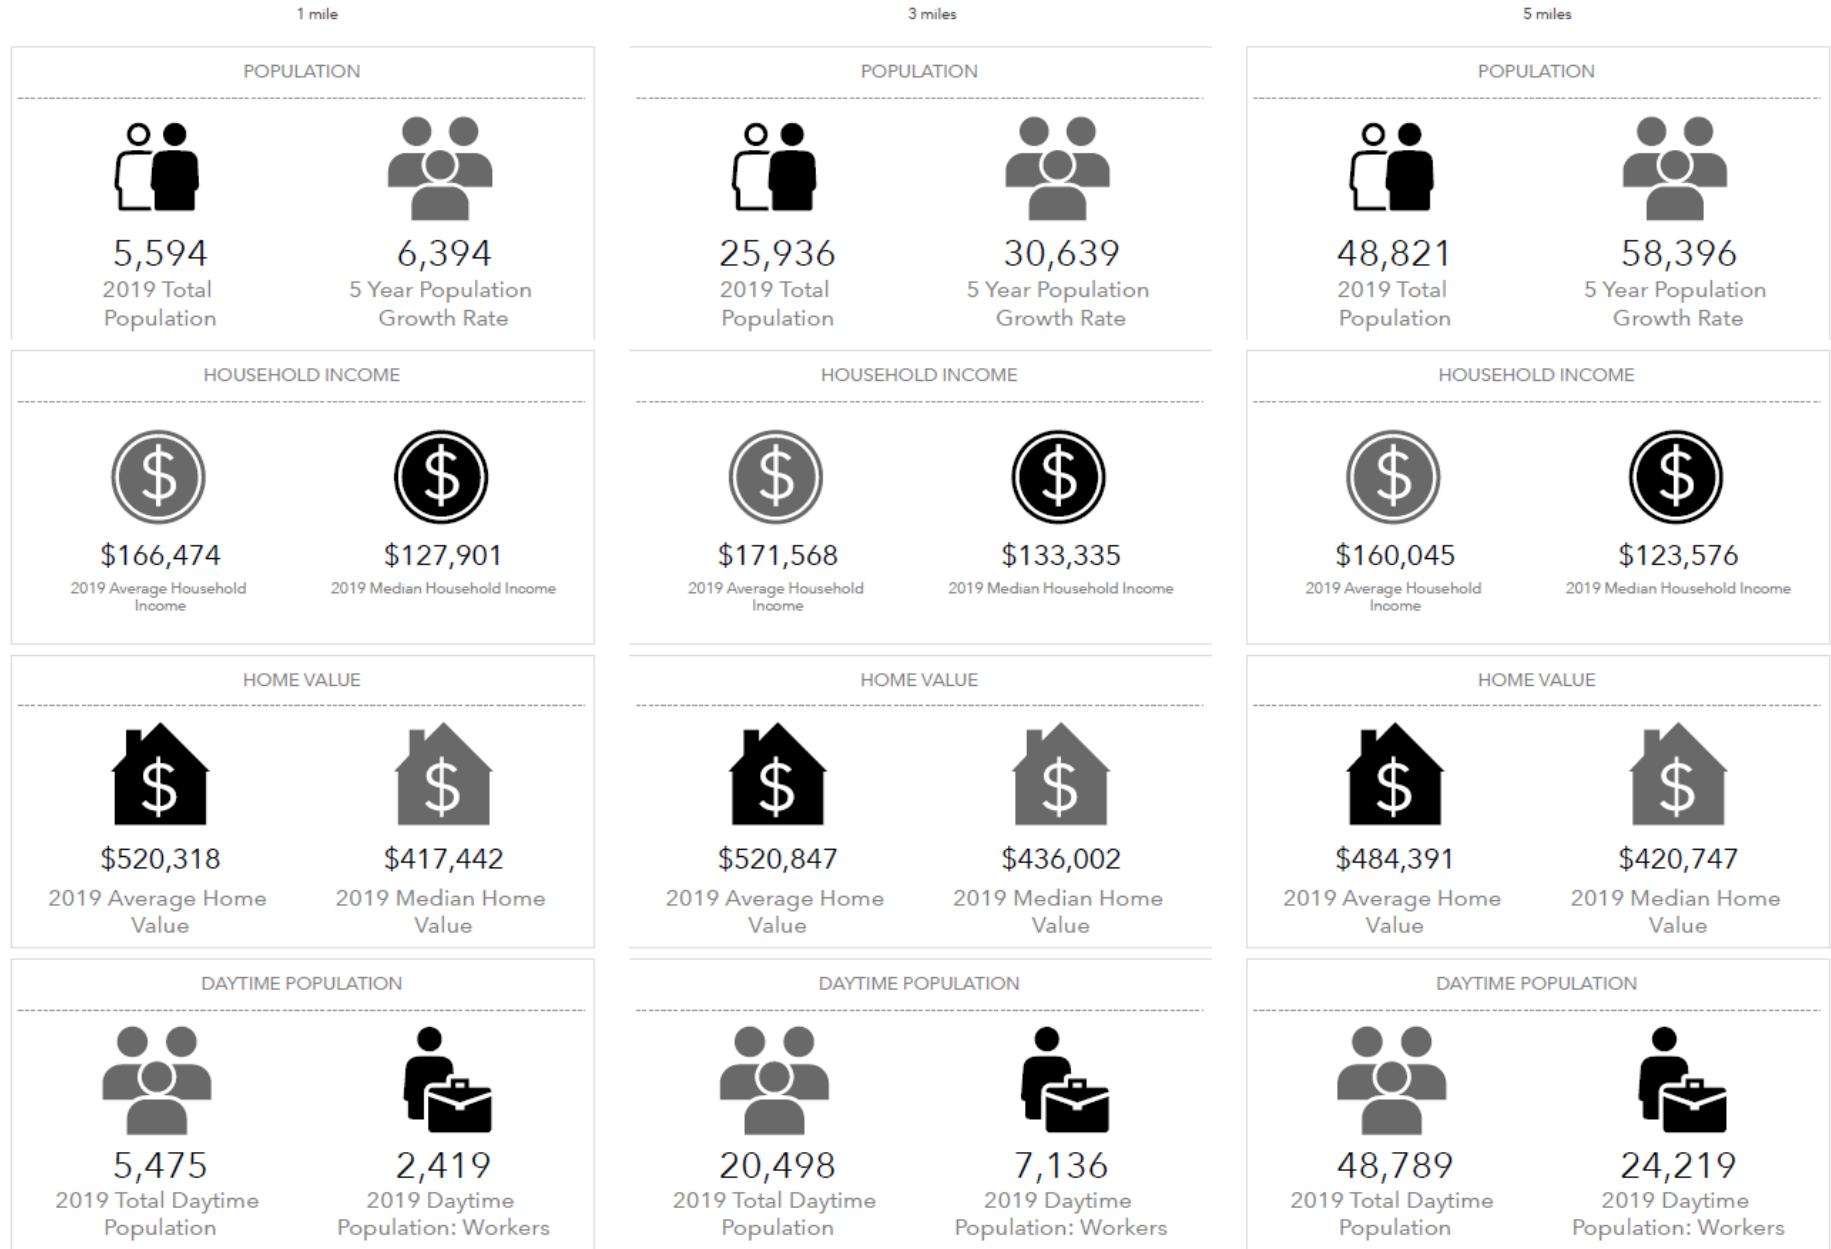 1 mile
3 miles
5 miles
POPULATION
5,594
2019 Total
Population
6,394
5 Year Population
Growth Rate
POPULATION
25,936
2019 Total
Population
30,639
5 Year Population
Growth Rate
POPULATION
48,821
2019 Total
Population
58,396
5 Year Population
Growth Rate
HOUSEHOLD INCOME
$
$166,474
2019 Average Household
Income
$
$127,901
2019 Median Household Income
HOUSEHOLD INCOME
$
$171,568
2019 Average Household
Income
$
$133,335
2019 Median Household Income
HOUSEHOLD INCOME
$
$160,045
2019 Average Household
Income
$
$123,576
2019 Median Household Income
HOME VALUE
$
$520,318
2019 Average Home
Value
$
$417,442
2019 Median Home
Value
HOME VALUE
$
$520,847
2019 Average Home
Value
$
$436,002
2019 Median Home
Value
HOME VALUE
$
$484,391
2019 Average Home
Value
$
$420,747
2019 Median Home
Value
DAYTIME POPULATION
5,475
2019 Total Daytime
Population
2,419
2019 Daytime
Population: Workers
DAYTIME POPULATION
20,498
2019 Total Daytime
Population
7,136
2019 Daytime
Population: Workers
DAYTIME POPULATION
48,789
2019 Total Daytime
Population
24,219
2019 Daytime
Population: Workers